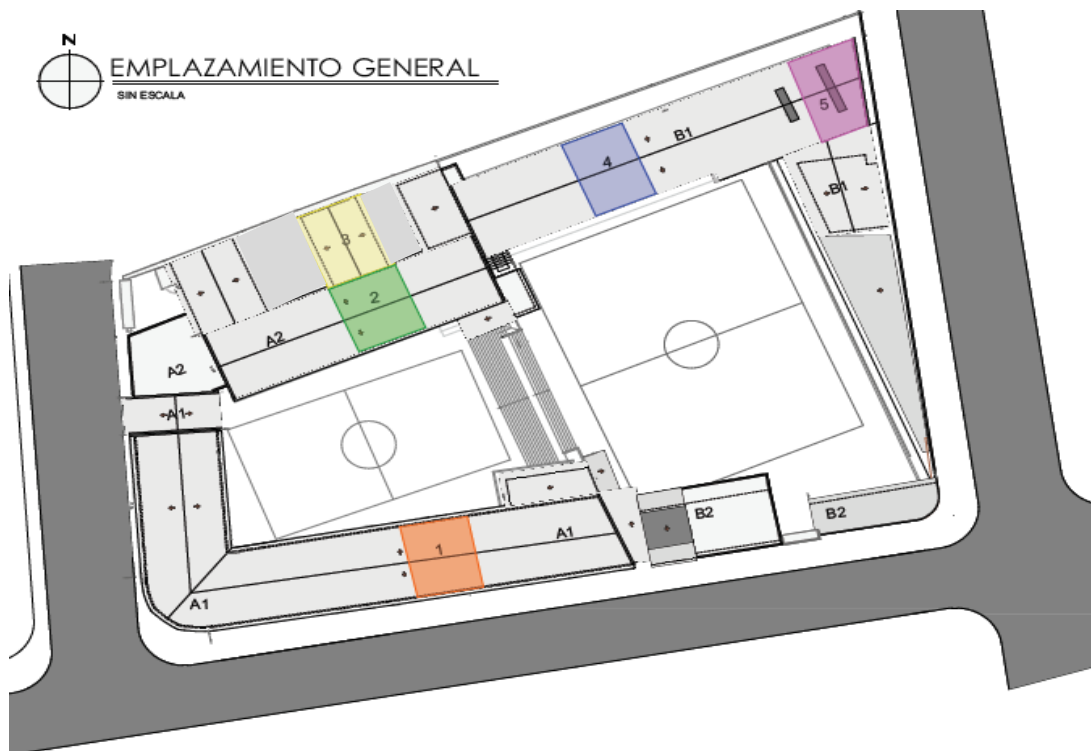 N
EMPLAZAMIENTO GENERAL
SIN ESCALA
5
B1
4
B1
3
2
A2
A2
A1
1
A1
B2
B2
A1